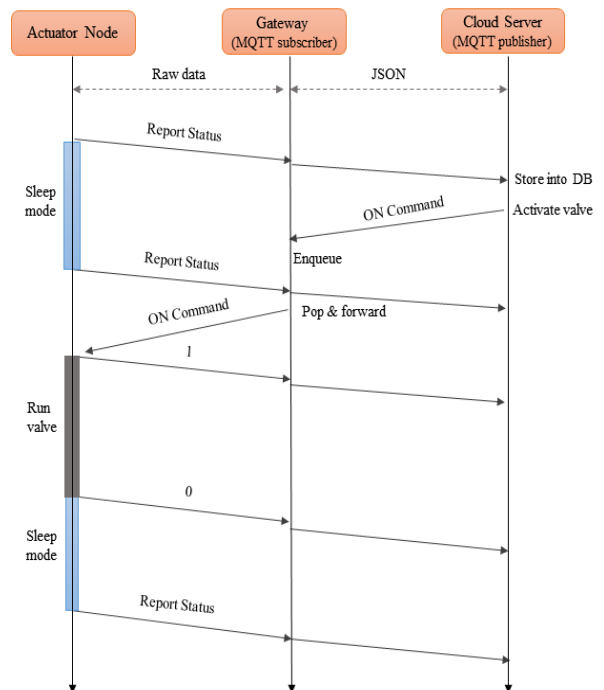 Actuator Node
Gateway
(MQTT subscriber)
Cloud Server
(MQTT publisher)
Raw data
JSON
Report Status
Sleep
mode
Store into DB
ON Command
Activate valve
Enqueue
Report Status
ON Command
Pop & forward
1
Run
valve
0
Sleep
mode
Report Status